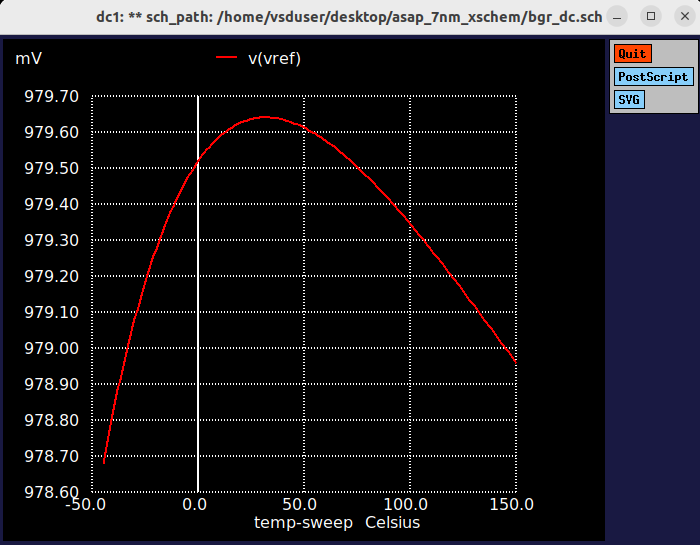 dc1: ** sch_path: /home/vsduser/desktop/asap_7nm_xschem/bgr_dc.sch
Quit
PostScript
SVG
mV
v(vref)
979.70
979.60
979.50
979.40
979.30
979.20
979.10
979.00
978.90
978.80
978.70
978.60
-50.0 0.0 50.0 100.0 150.0
temp-sweep Celsius